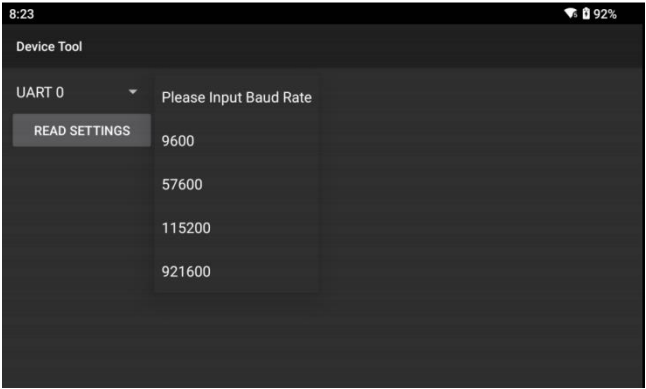 8:23
92%
Device Tool
UART 0
Please Input Baud Rate
READ SETTINGS
9600
57600
115200
921600